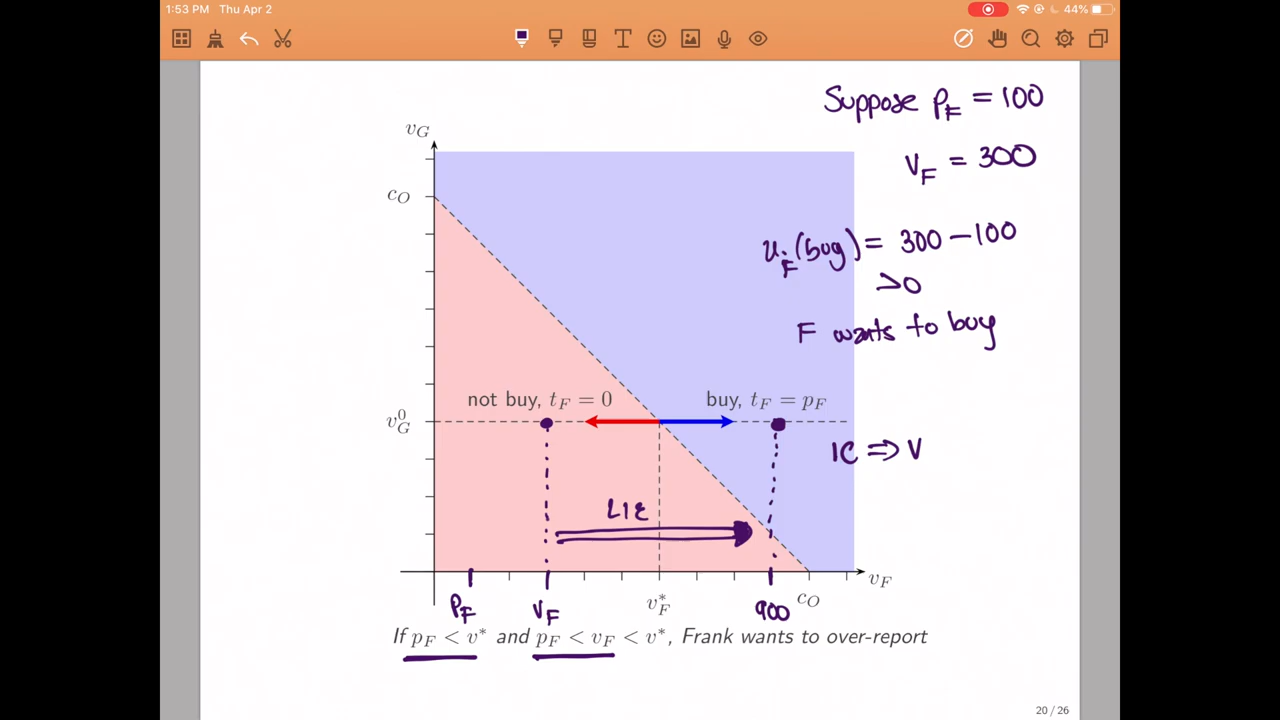 1:53 PM Thu Apr 2
44%
Suppose p_F = 100
v_F = 300
v_G
c_O
u_F(buy) = 300 - 100
>0
F wants to buy
not buy, t_F = 0
buy, t_F = p_F
v_G^0
IC ⇒ V
LIE
v_F
p_F
v_F
v_F^*
900
c_O
If p_F < v^* and p_F < v_F < v^*, Frank wants to over-report
20 / 26